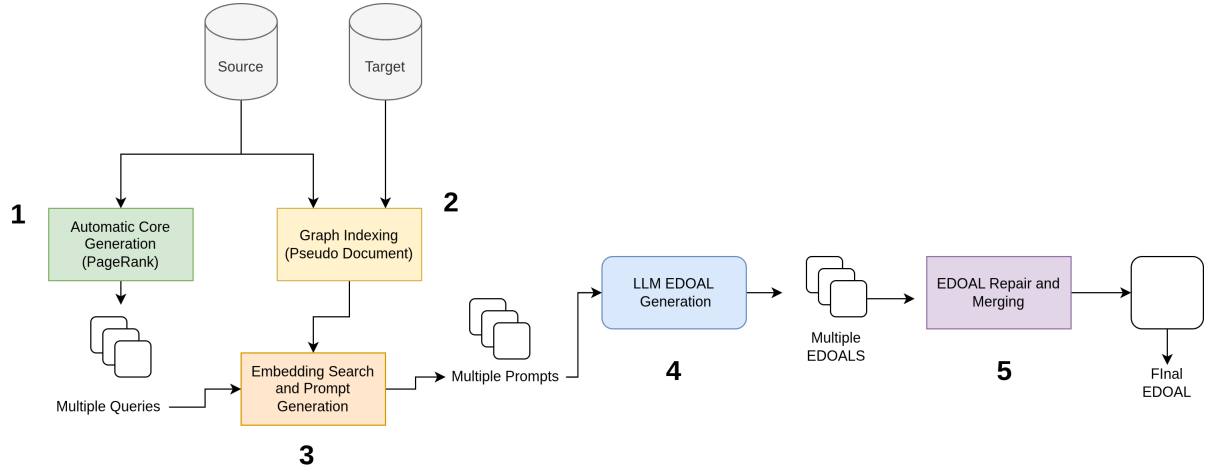 Source
Target
1
Automatic Core
Generation
(PageRank)
2
Graph Indexing
(Pseudo Document)
Multiple Queries
Embedding Search
and Prompt
Generation
3
Multiple Prompts
LLM EDOAL
Generation
4
Multiple
EDOALS
EDOAL Repair and
Merging
5
FInal
EDOAL